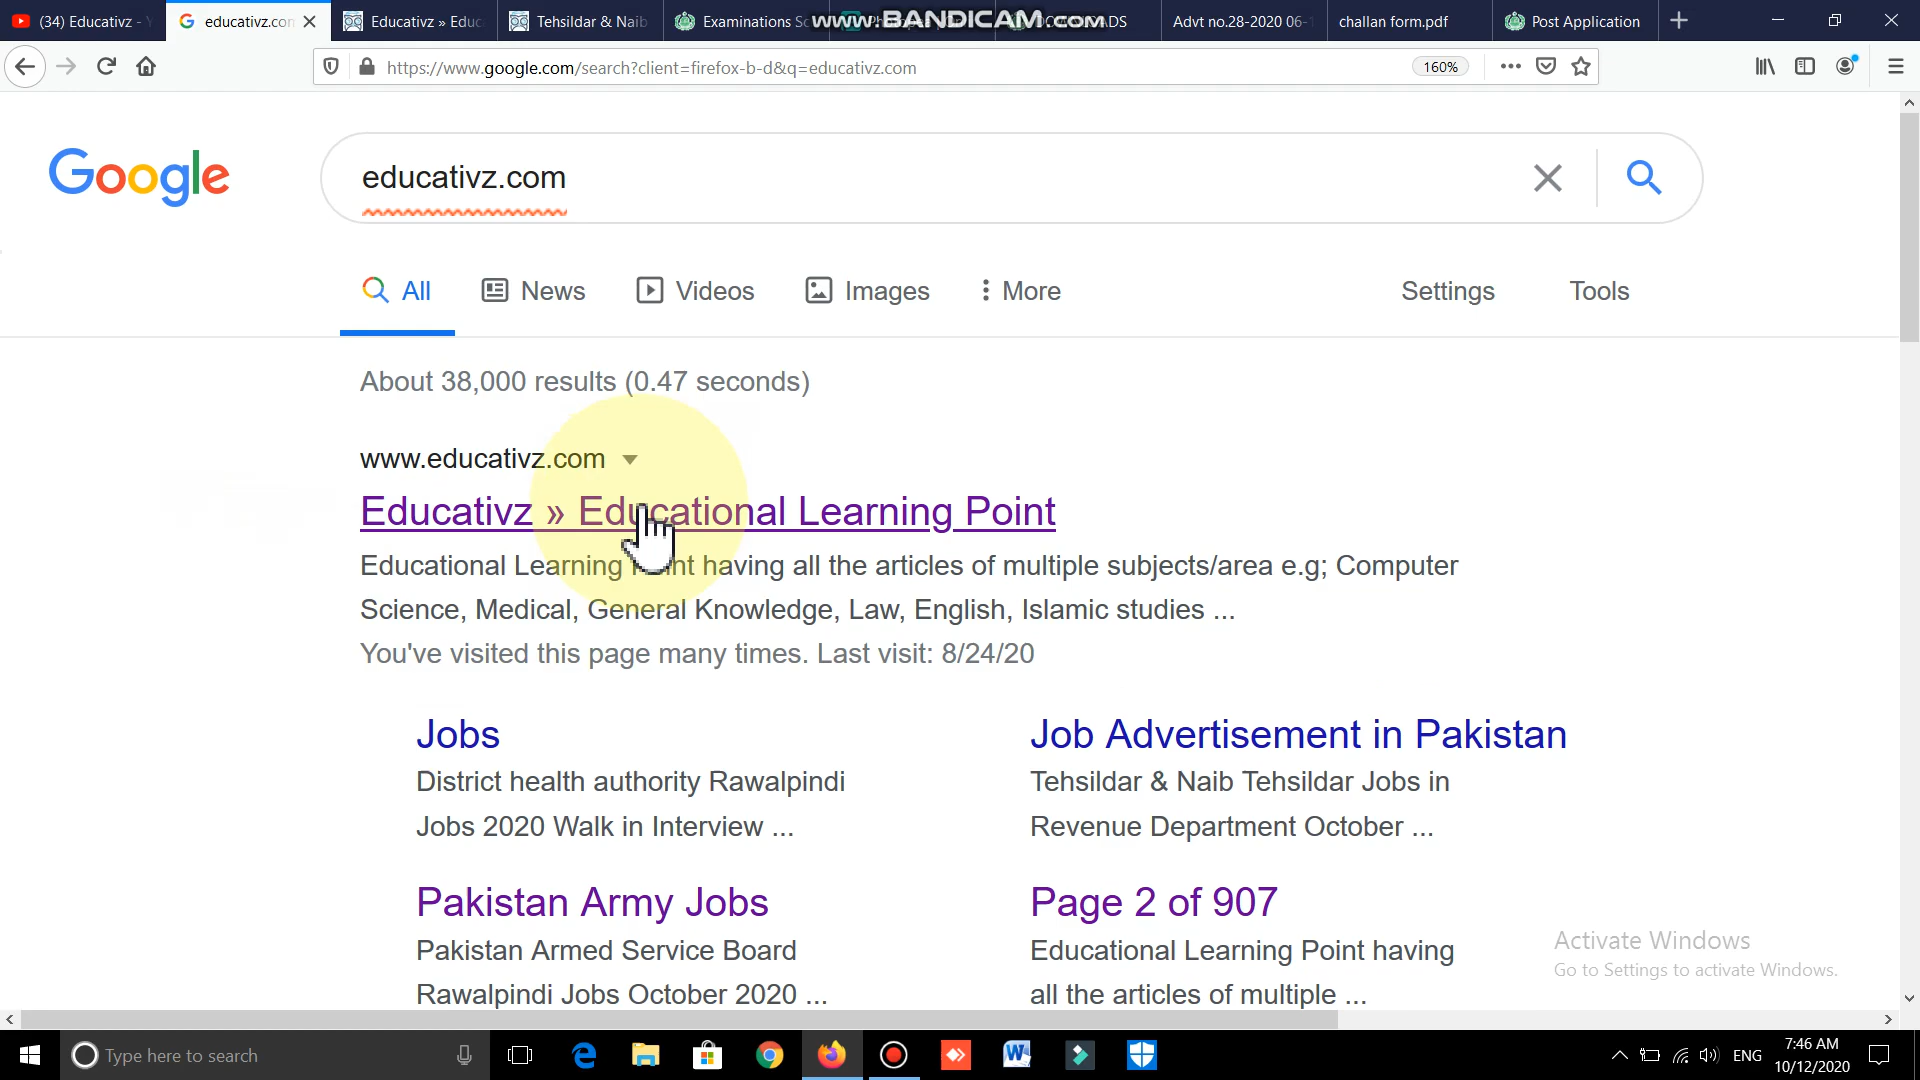 (34) Educativz -
educativz.com
Educativz » Educ
Tehsildar & Naib
Examinations Sc
www.BANDICAM.com
Advt no.28-2020 06-
challan form.pdf
Post Application
https://www.google.com/search?client=firefox-b-d&q=educativz.com
160%
Google
educativz.com
All
News
Videos
Images
More
Settings
Tools
About 38,000 results (0.47 seconds)
www.educativz.com
Educativz » Educational Learning Point
Educational Learning Point having all the articles of multiple subjects/area e.g; Computer
Science, Medical, General Knowledge, Law, English, Islamic studies ...
You've visited this page many times. Last visit: 8/24/20
Jobs
District health authority Rawalpindi
Jobs 2020 Walk in Interview ...
Job Advertisement in Pakistan
Tehsildar & Naib Tehsildar Jobs in
Revenue Department October ...
Pakistan Army Jobs
Pakistan Armed Service Board
Rawalpindi Jobs October 2020 ...
Page 2 of 907
Educational Learning Point having
all the articles of multiple ...
Activate Windows
Go to Settings to activate Windows.
Type here to search
ENG
7:46 AM
10/12/2020